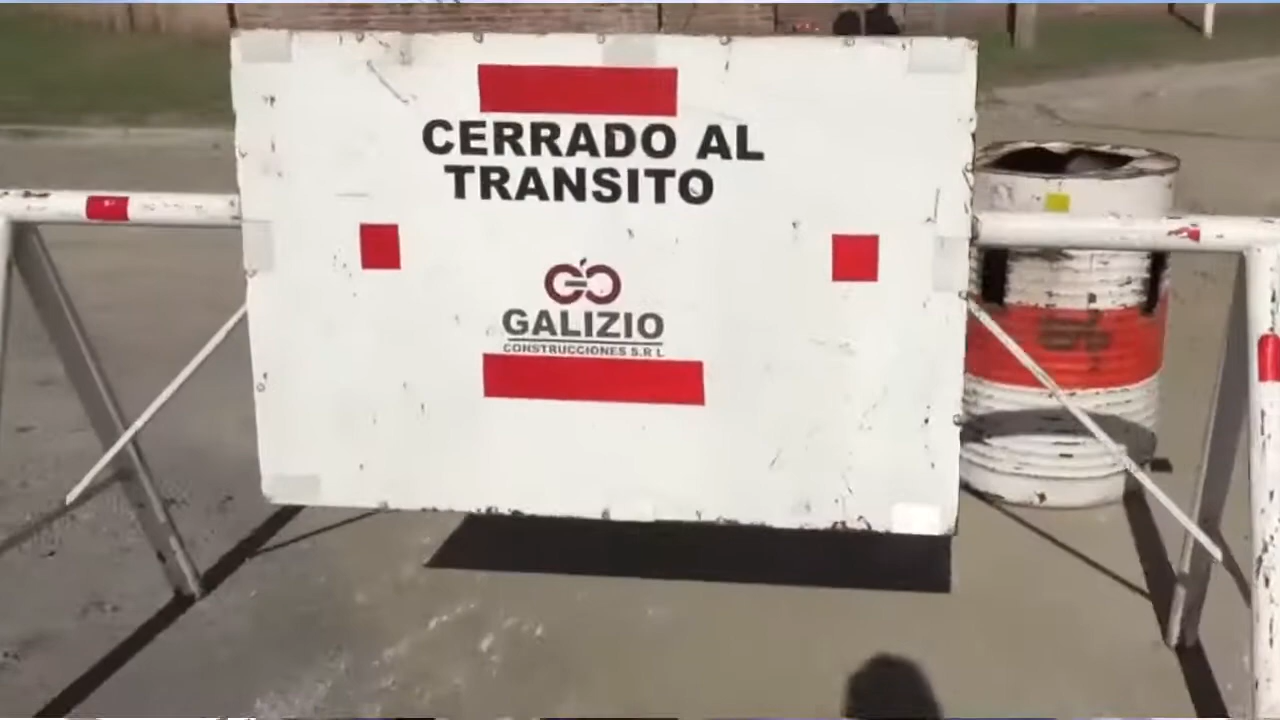 CERRADO AL
TRANSITO
GALIZIO
CONSTRUCCIONES S.R L